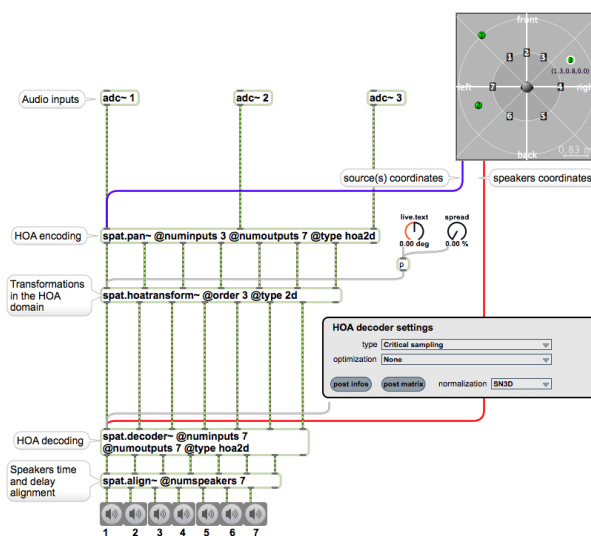 front
1
2
1
3
3
(1.3,0.8,0.0)
left
7
4
right
2
6
5
back
0.83 m
Audio inputs
adc~ 1
adc~ 2
adc~ 3
source(s) coordinates
speakers coordinates
HOA encoding
spat.pan~ @numinputs 3 @numoutputs 7 @type hoa2d
live.text
spread
0.00 deg
0.00 %
p
Transformations
in the HOA
domain
spat.hoatransform~ @order 3 @type 2d
HOA decoder settings
type
Critical sampling
optimization
None
post infos
post matrix
normalization
SN3D
HOA decoding
spat.decoder~ @numinputs 7
@numoutputs 7 @type hoa2d
Speakers time
and delay
alignment
spat.align~ @numspeakers 7
1 2 3 4 5 6 7